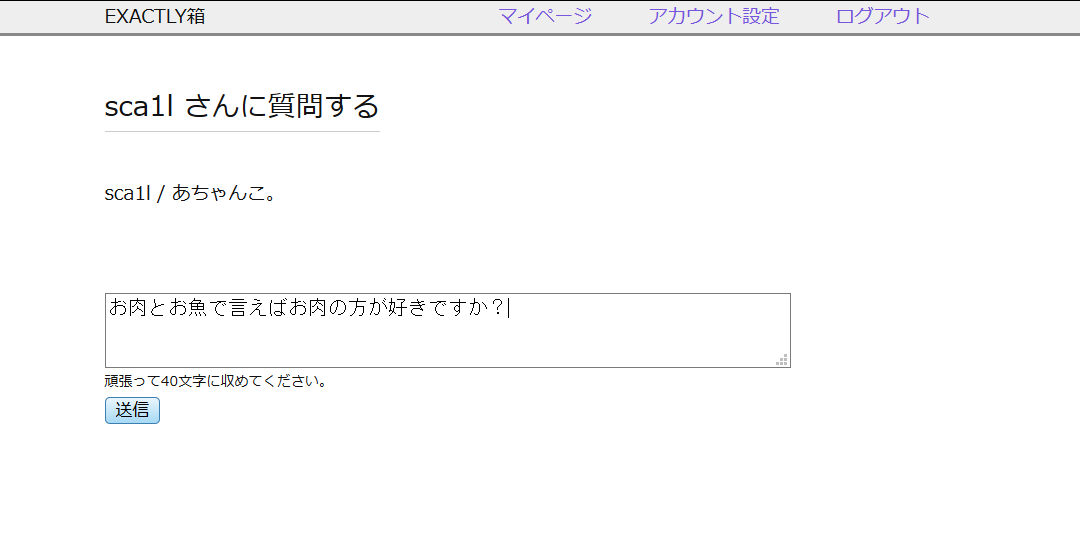 EXACTLY箱 マイページ アカウント設定 ログアウト
sca1l さんに質問する
sca1l / あちゃんこ。
お肉とお魚で言えばお肉の方が好きですか？
頑張って40文字に収めてください。
送信